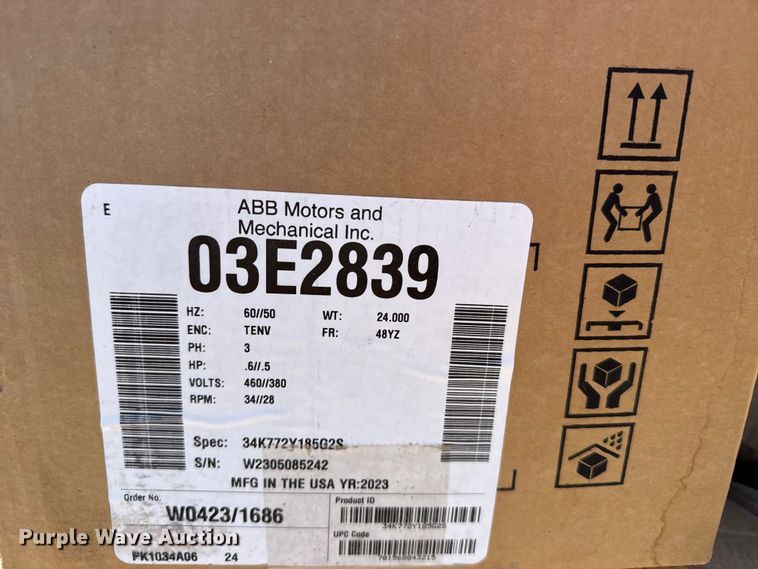 E
ABB Motors and
Mechanical Inc.
03E2839
HZ: 60//50 WT: 24.000
ENC: TENV FR: 48YZ
PH: 3
HP: .6//.5
VOLTS: 460//380
RPM: 34//28
Spec: 34K772Y185G2S
S/N: W2305085242
MFG IN THE USA YR:2023
Order No. Product ID
W0423/1686
34K772Y185G2S
UPC Code
PK1034A06 24
781568843215
Purple Wave Auction